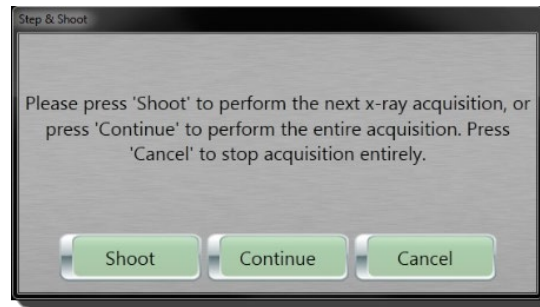 Step & Shoot
Please press 'Shoot' to perform the next x-ray acquisition, or
press 'Continue' to perform the entire acquisition. Press
'Cancel' to stop acquisition entirely.
Shoot Continue Cancel